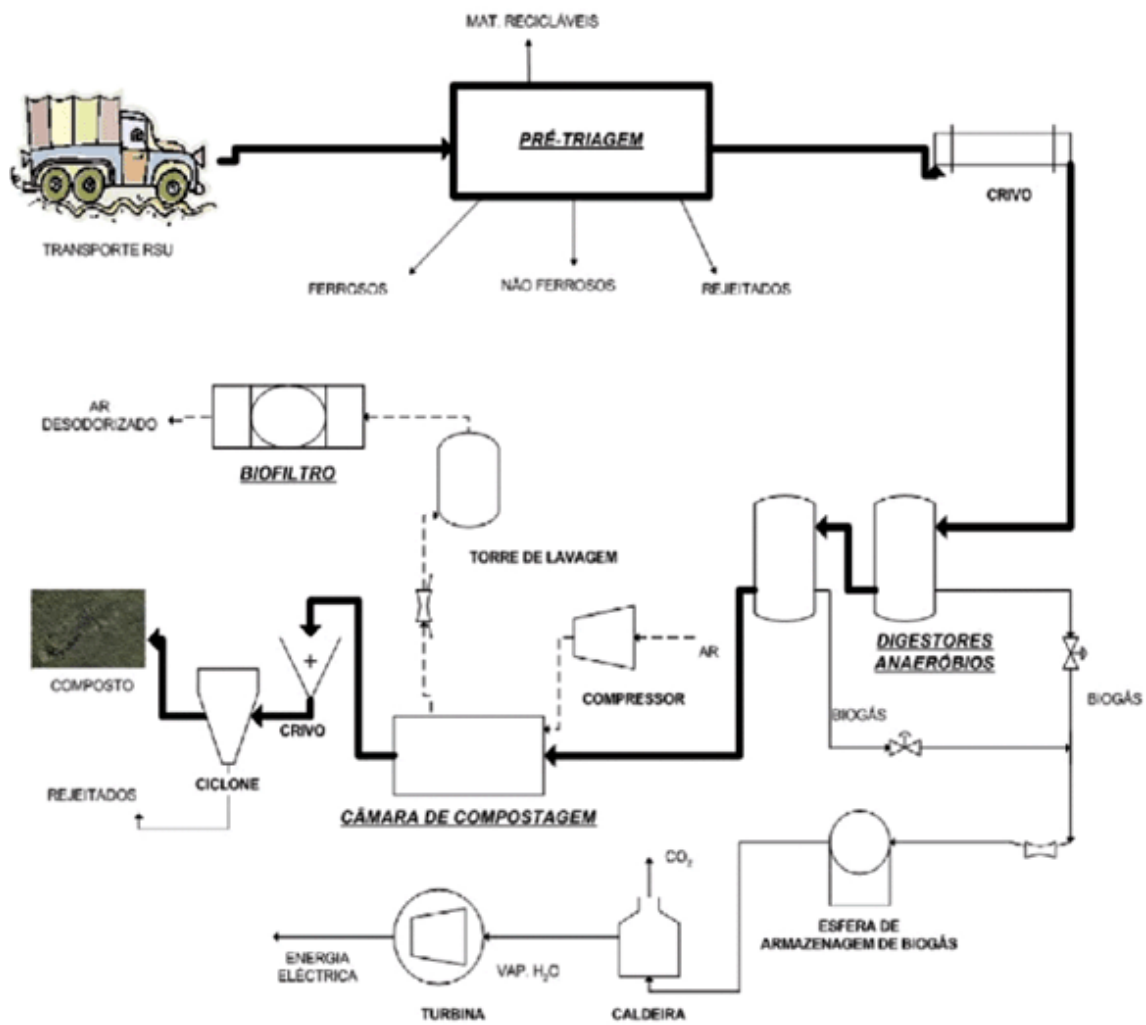 MAT. RECICLÁVEIS
PRÉ-TRIAGEM
CRIVO
TRANSPORTE RSU
FERROSOS
NÃO FERROSOS
REJEITADOS
AR
DESODORIZADO
BIOFILTRO
TORRE DE LAVAGEM
DIGESTORES
ANAERÓBIOS
AR
COMPRESSOR
COMPOSTO
CRIVO
BIOGÁS
BIOGÁS
CICLONE
REJEITADOS
CÂMARA DE COMPOSTAGEM
CO2
ESFERA DE
ARMAZENAGEM DE BIOGÁS
ENERGIA
ELÉCTRICA
VAP. H2O
TURBINA
CALDEIRA